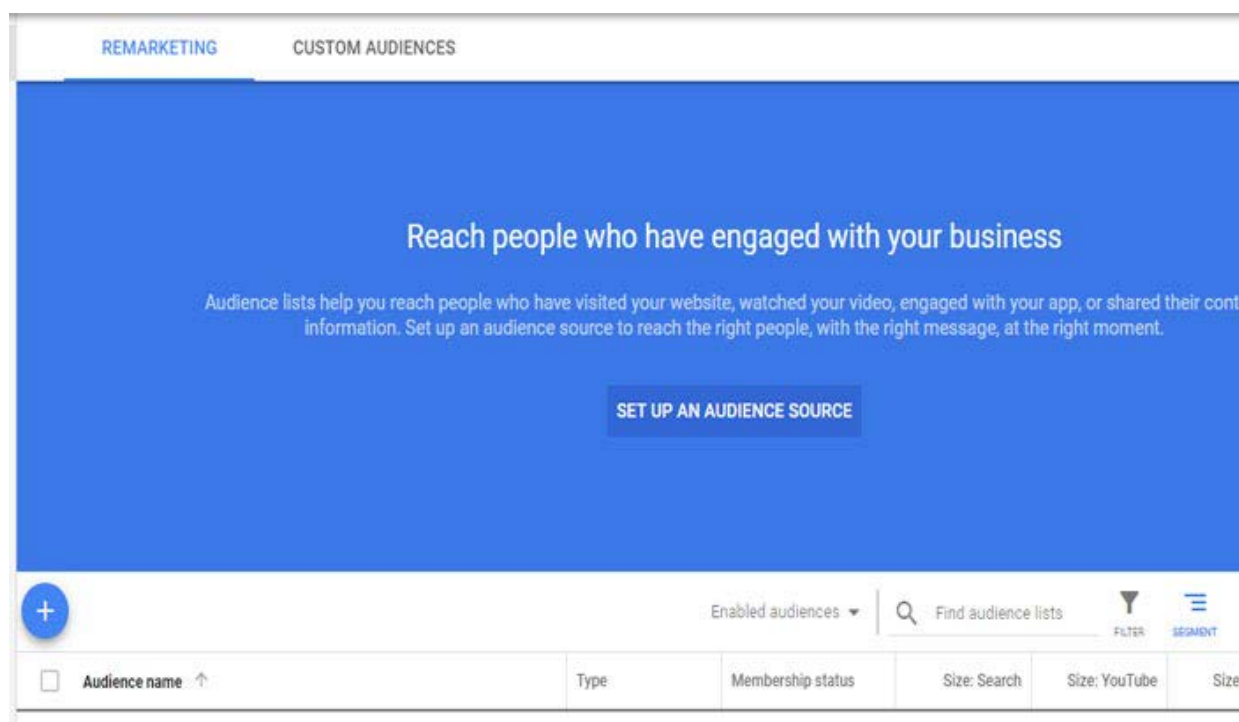 REMARKETING CUSTOM AUDIENCES
Reach people who have engaged with your business
Audience lists help you reach people who have visited your website, watched your video, engaged with your app, or shared their cont
information. Set up an audience source to reach the right people, with the right message, at the right moment.
SET UP AN AUDIENCE SOURCE
+ Enabled audiences Find audience lists
FILTER SEGMENT
Audience name Type Membership status Size: Search Size: YouTube Size